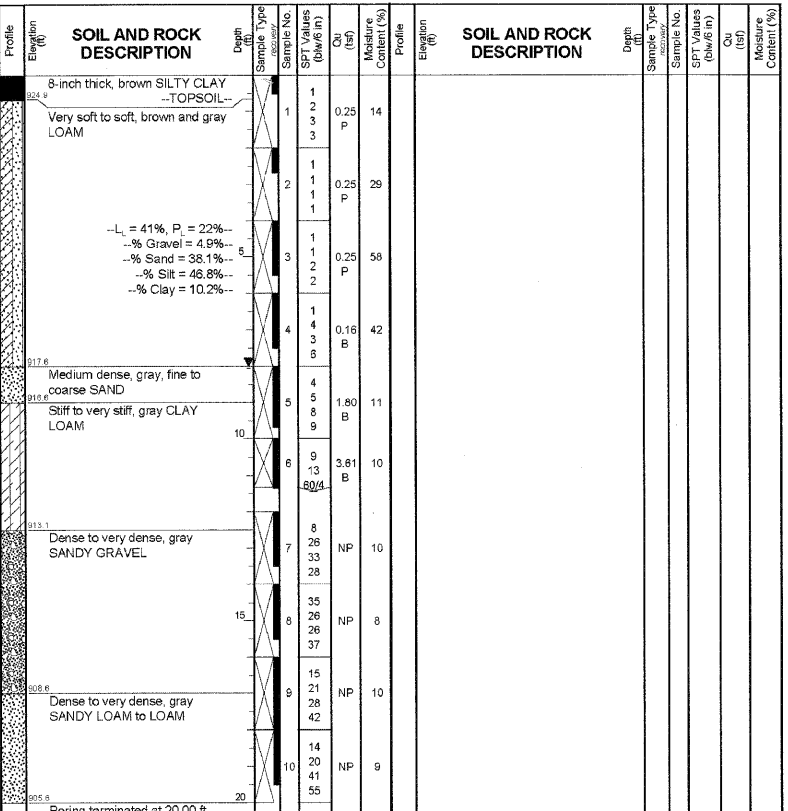 Profile Elevation (ft) SOIL AND ROCK DESCRIPTION Depth (ft) Sample Type recovery Sample No. SPT Values (blw/6 in) Qu (tsf) Moisture Content (%) Profile Elevation (ft) SOIL AND ROCK DESCRIPTION Depth (ft) Sample Type recovery Sample No. SPT Values (blw/6 in) Qu (tsf) Moisture Content (%)
8-inch thick, brown SILTY CLAY
924.9 --TOPSOIL--
Very soft to soft, brown and gray
LOAM
1 1 2 3 3 0.25 P 14
2 1 1 1 1 0.25 P 29
--LL = 41%, PL = 22%--
--% Gravel = 4.9%--
--% Sand = 38.1%--
--% Silt = 46.8%--
--% Clay = 10.2%--
5 3 1 1 2 2 0.25 P 58
4 1 4 3 6 0.16 B 42
917.6
Medium dense, gray, fine to
coarse SAND
916.6
5 4 5 8 9 1.80 B 11
Stiff to very stiff, gray CLAY
LOAM
10
6 9 13 60/4 3.61 B 10
913.1
Dense to very dense, gray
SANDY GRAVEL
7 8 26 33 28 NP 10
15 8 35 26 26 37 NP 8
908.6
9 15 21 28 42 NP 10
Dense to very dense, gray
SANDY LOAM to LOAM
10 14 20 41 55 NP 9
905.6 20
Boring terminated at 20.00 ft